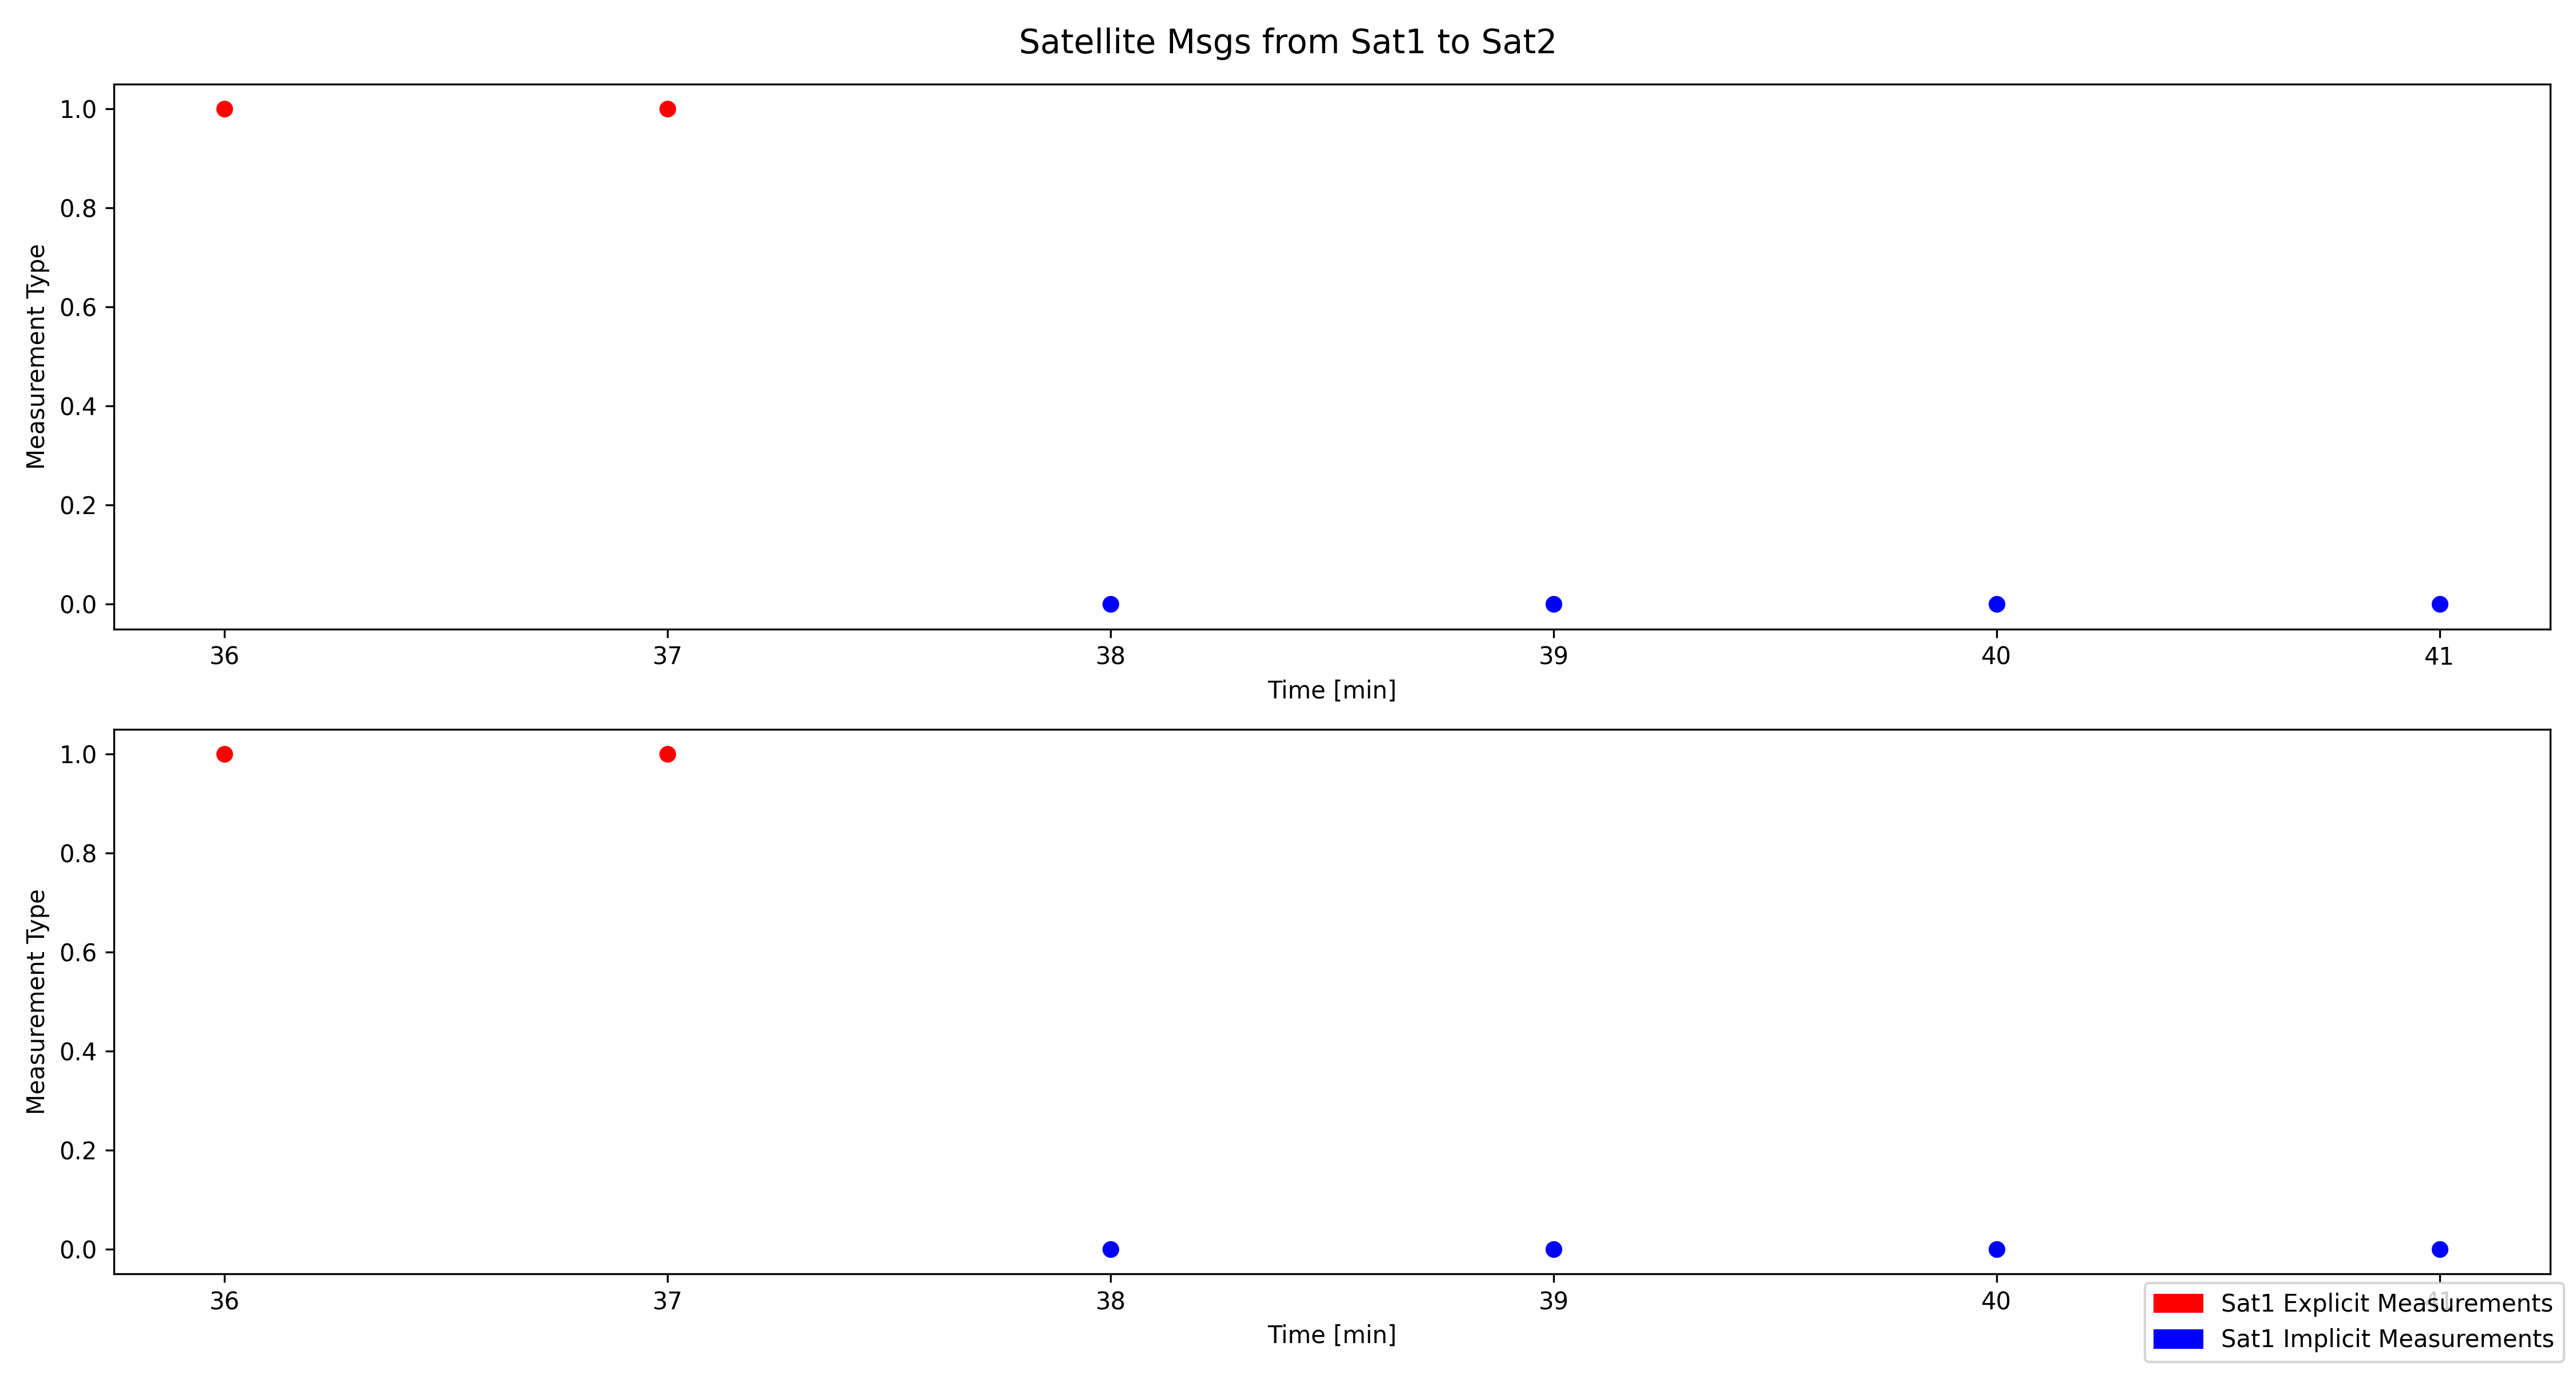 Satellite Msgs from Sat1 to Sat2
Measurement Type
1.0
0.8
0.6
0.4
0.2
0.0
36 37 38 39 40 41
Time [min]
Measurement Type
1.0
0.8
0.6
0.4
0.2
0.0
36 37 38 39 40 41
Time [min]
Sat1 Explicit Measurements
Sat1 Implicit Measurements